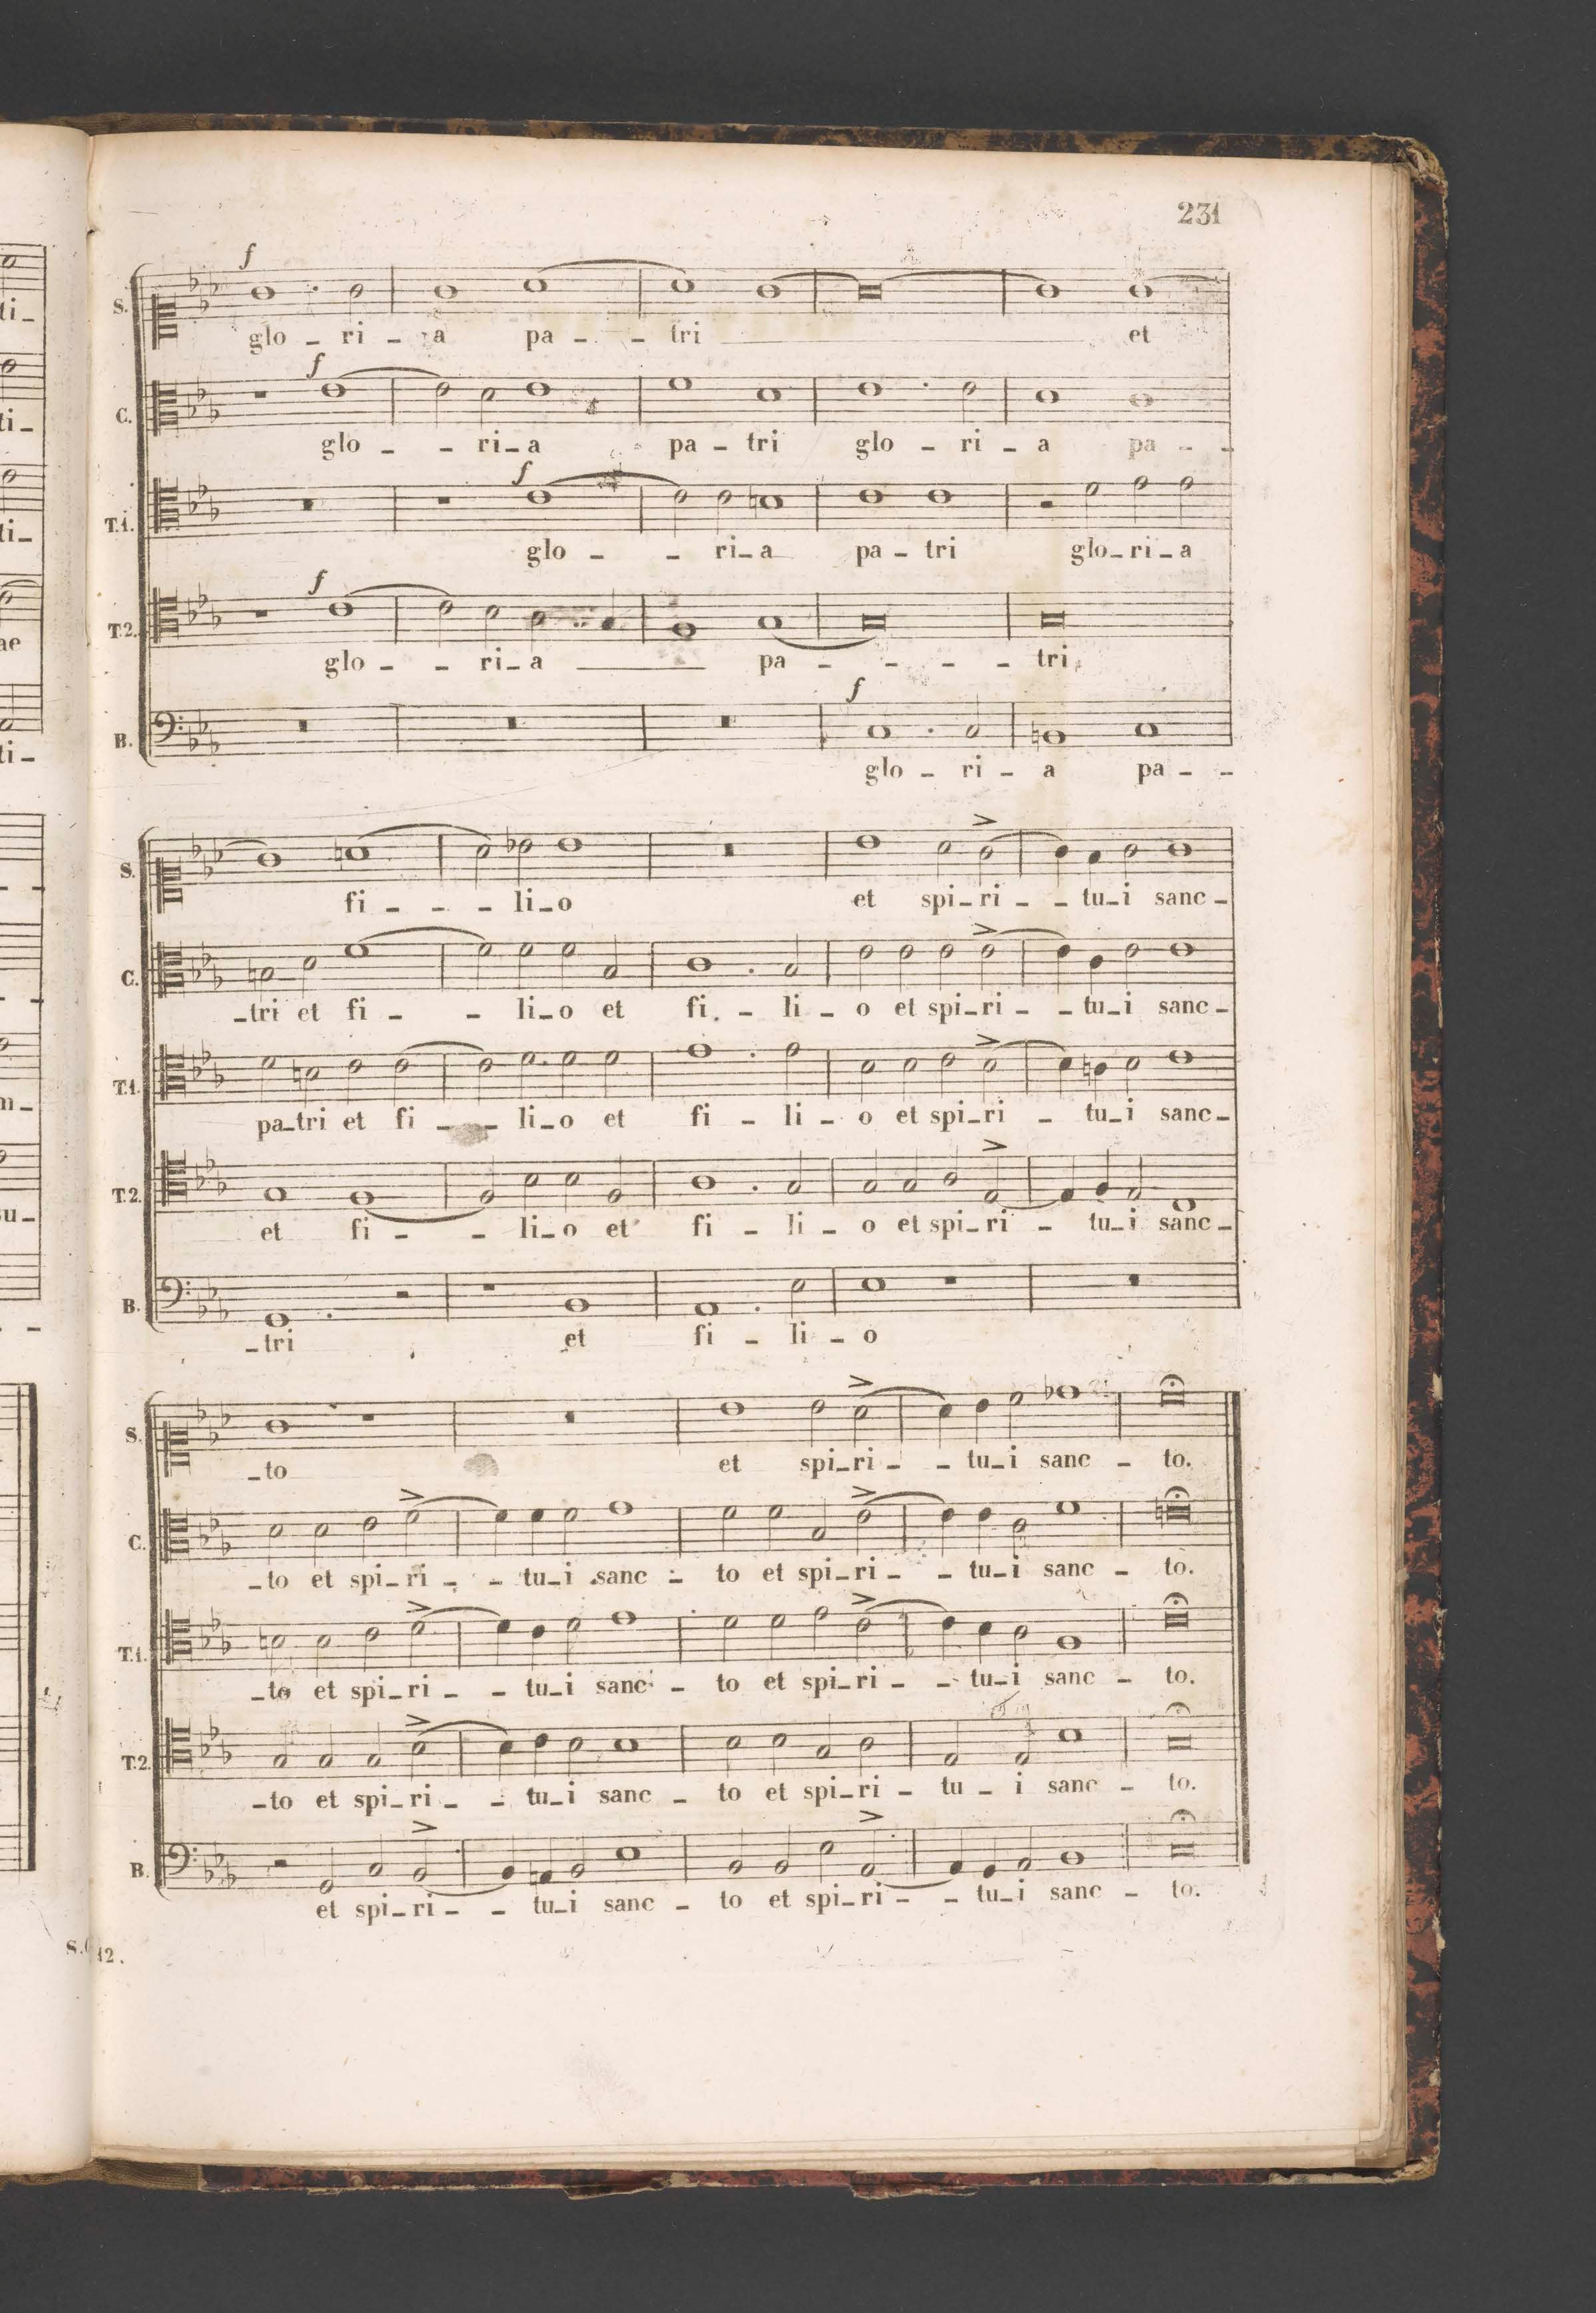 231
f
S.
glo - ri - a pa - - tri et
f
C.
glo - - ri - a pa - tri glo - ri - a pa - -
f
T.1.
glo - - ri - a pa - tri glo - ri - a
f
T.2.
glo - - ri - a pa - - - - tri
f
B.
glo - ri - a pa - -
S.
fi - - - li - o et spi - ri - - tu - i sanc -
C.
- tri et fi - - li - o et fi - li - o et spi - ri - - tu - i sanc -
T.1.
pa - tri et fi - - li - o et fi - li - o et spi - ri - tu - i sanc -
T.2.
et fi - - li - o et fi - li - o et spi - ri - tu - i sanc -
B.
- tri et fi - li - o
S.
- to et spi - ri - - tu - i sanc - to.
C.
- to et spi - ri - - tu - i sanc - to et spi - ri - - tu - i sanc - to.
T.1.
- to et spi - ri - - tu - i sanc - to et spi - ri - - tu - i sanc - to.
T.2.
- to et spi - ri - - tu - i sanc - to et spi - ri - tu - i sanc - to.
B.
et spi - ri - - tu - i sanc - to et spi - ri - - tu - i sanc - to.
12.
ti -
ti -
ti -
ae
ti -